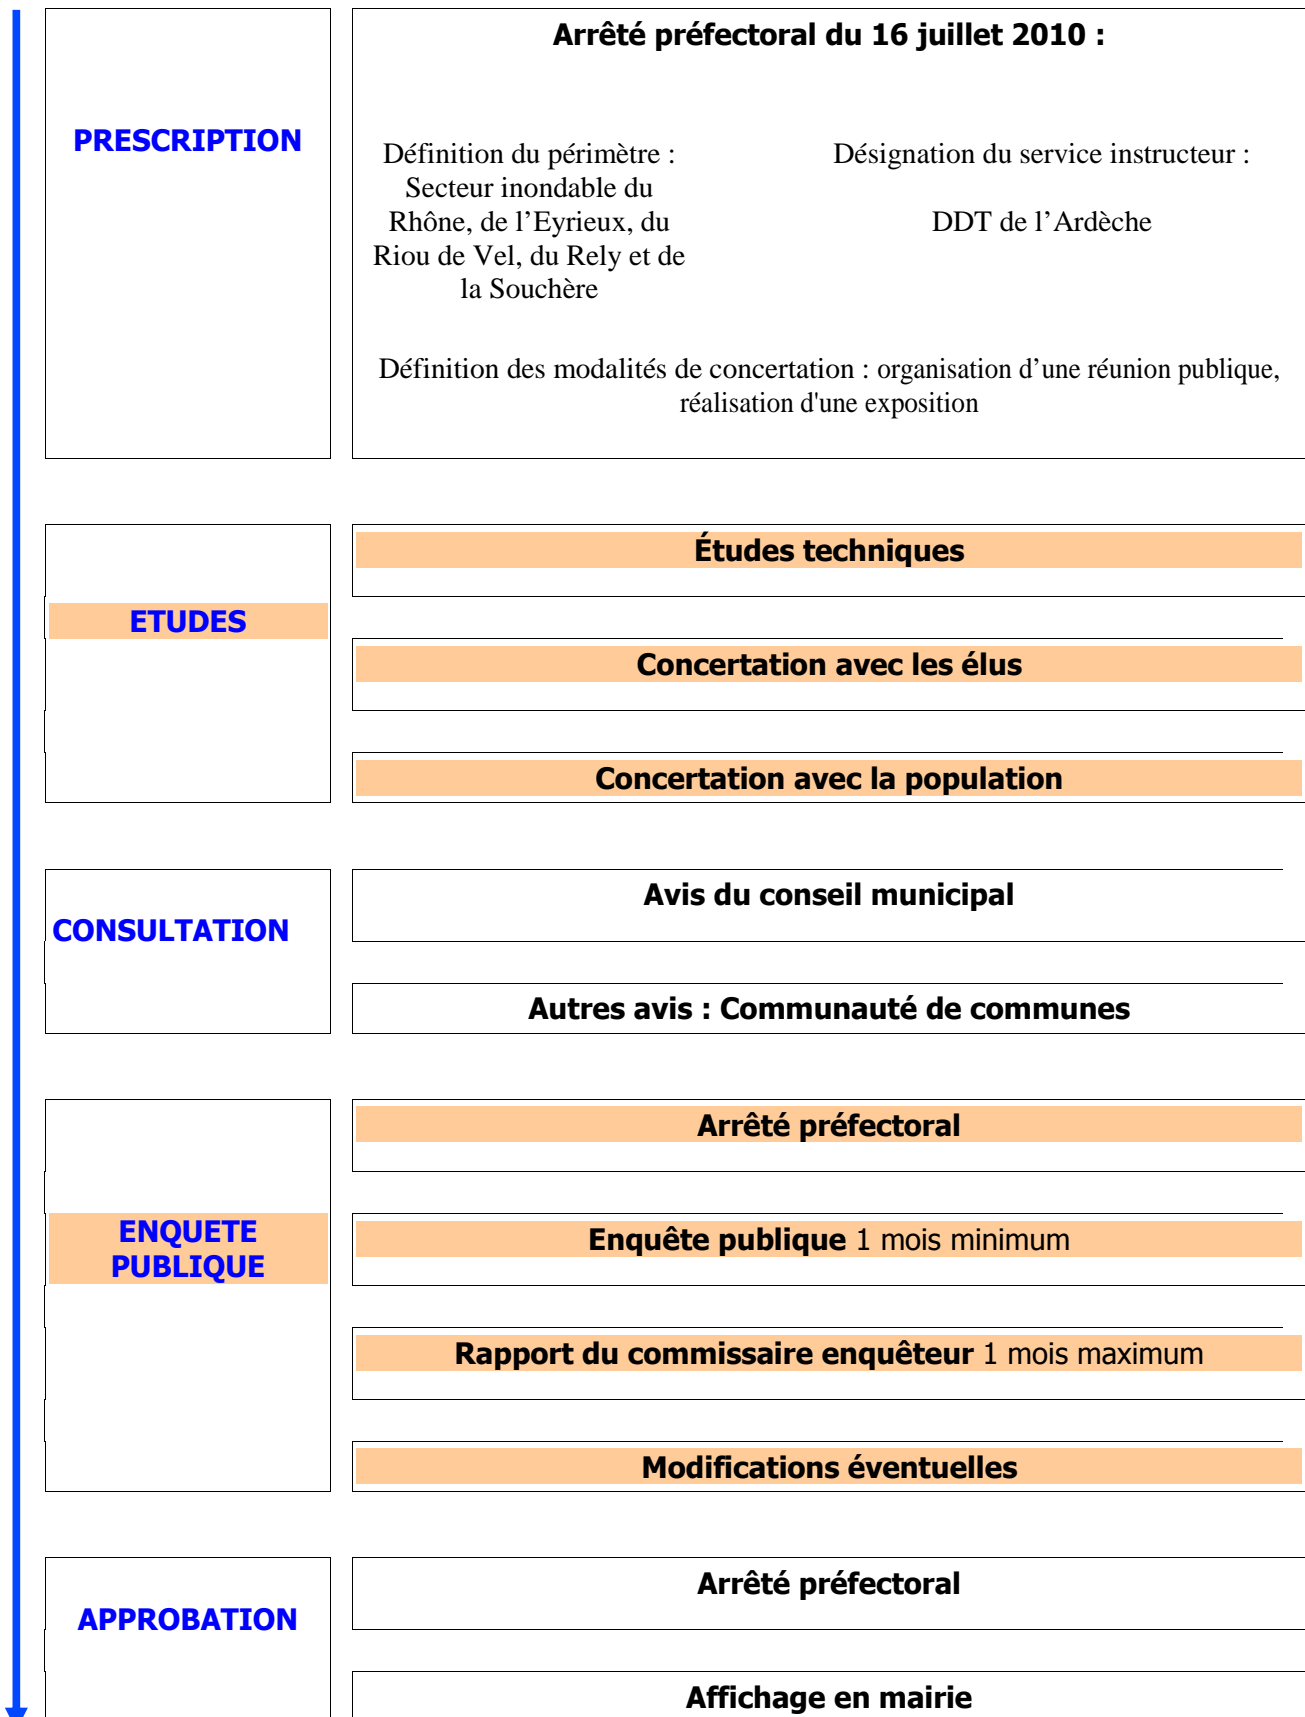 PRESCRIPTION
Arrêté préfectoral du 16 juillet 2010 :
Définition du périmètre :
Secteur inondable du
Rhône, de l’Eyrieux, du
Riou de Vel, du Rely et de
la Souchère
Désignation du service instructeur :
DDT de l’Ardèche
Définition des modalités de concertation : organisation d’une réunion publique,
réalisation d'une exposition
ETUDES
Études techniques
Concertation avec les élus
Concertation avec la population
CONSULTATION
Avis du conseil municipal
Autres avis : Communauté de communes
ENQUETE
PUBLIQUE
Arrêté préfectoral
Enquête publique 1 mois minimum
Rapport du commissaire enquêteur 1 mois maximum
Modifications éventuelles
APPROBATION
Arrêté préfectoral
Affichage en mairie